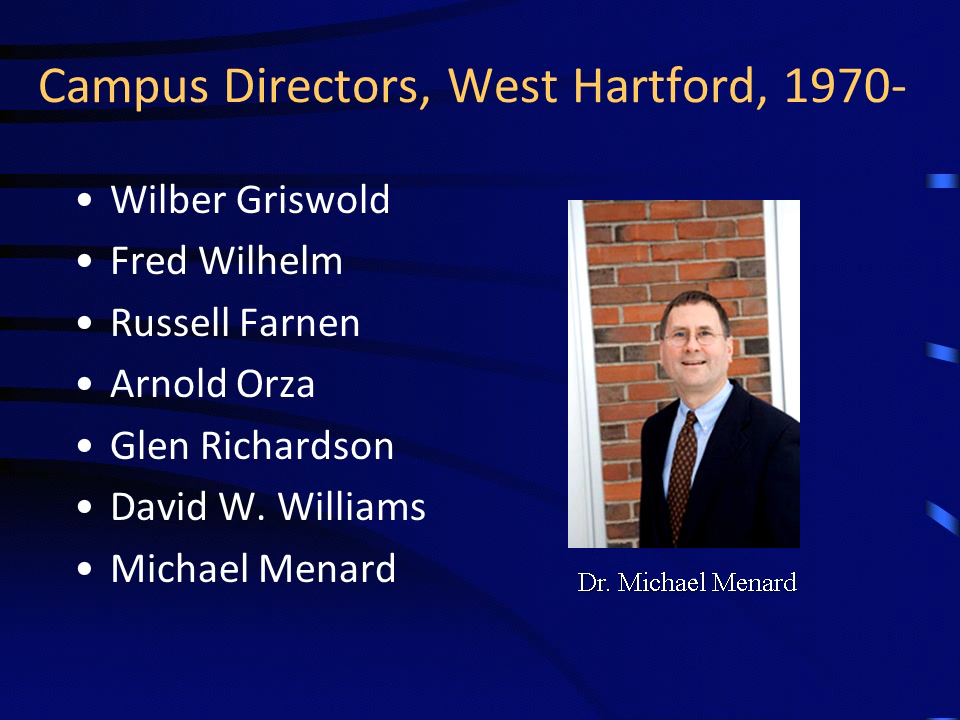 Campus Directors, West Hartford, 1970-
• Wilber Griswold
• Fred Wilhelm
• Russell Farnen
• Arnold Orza
• Glen Richardson
• David W. Williams
• Michael Menard
Dr. Michael Menard